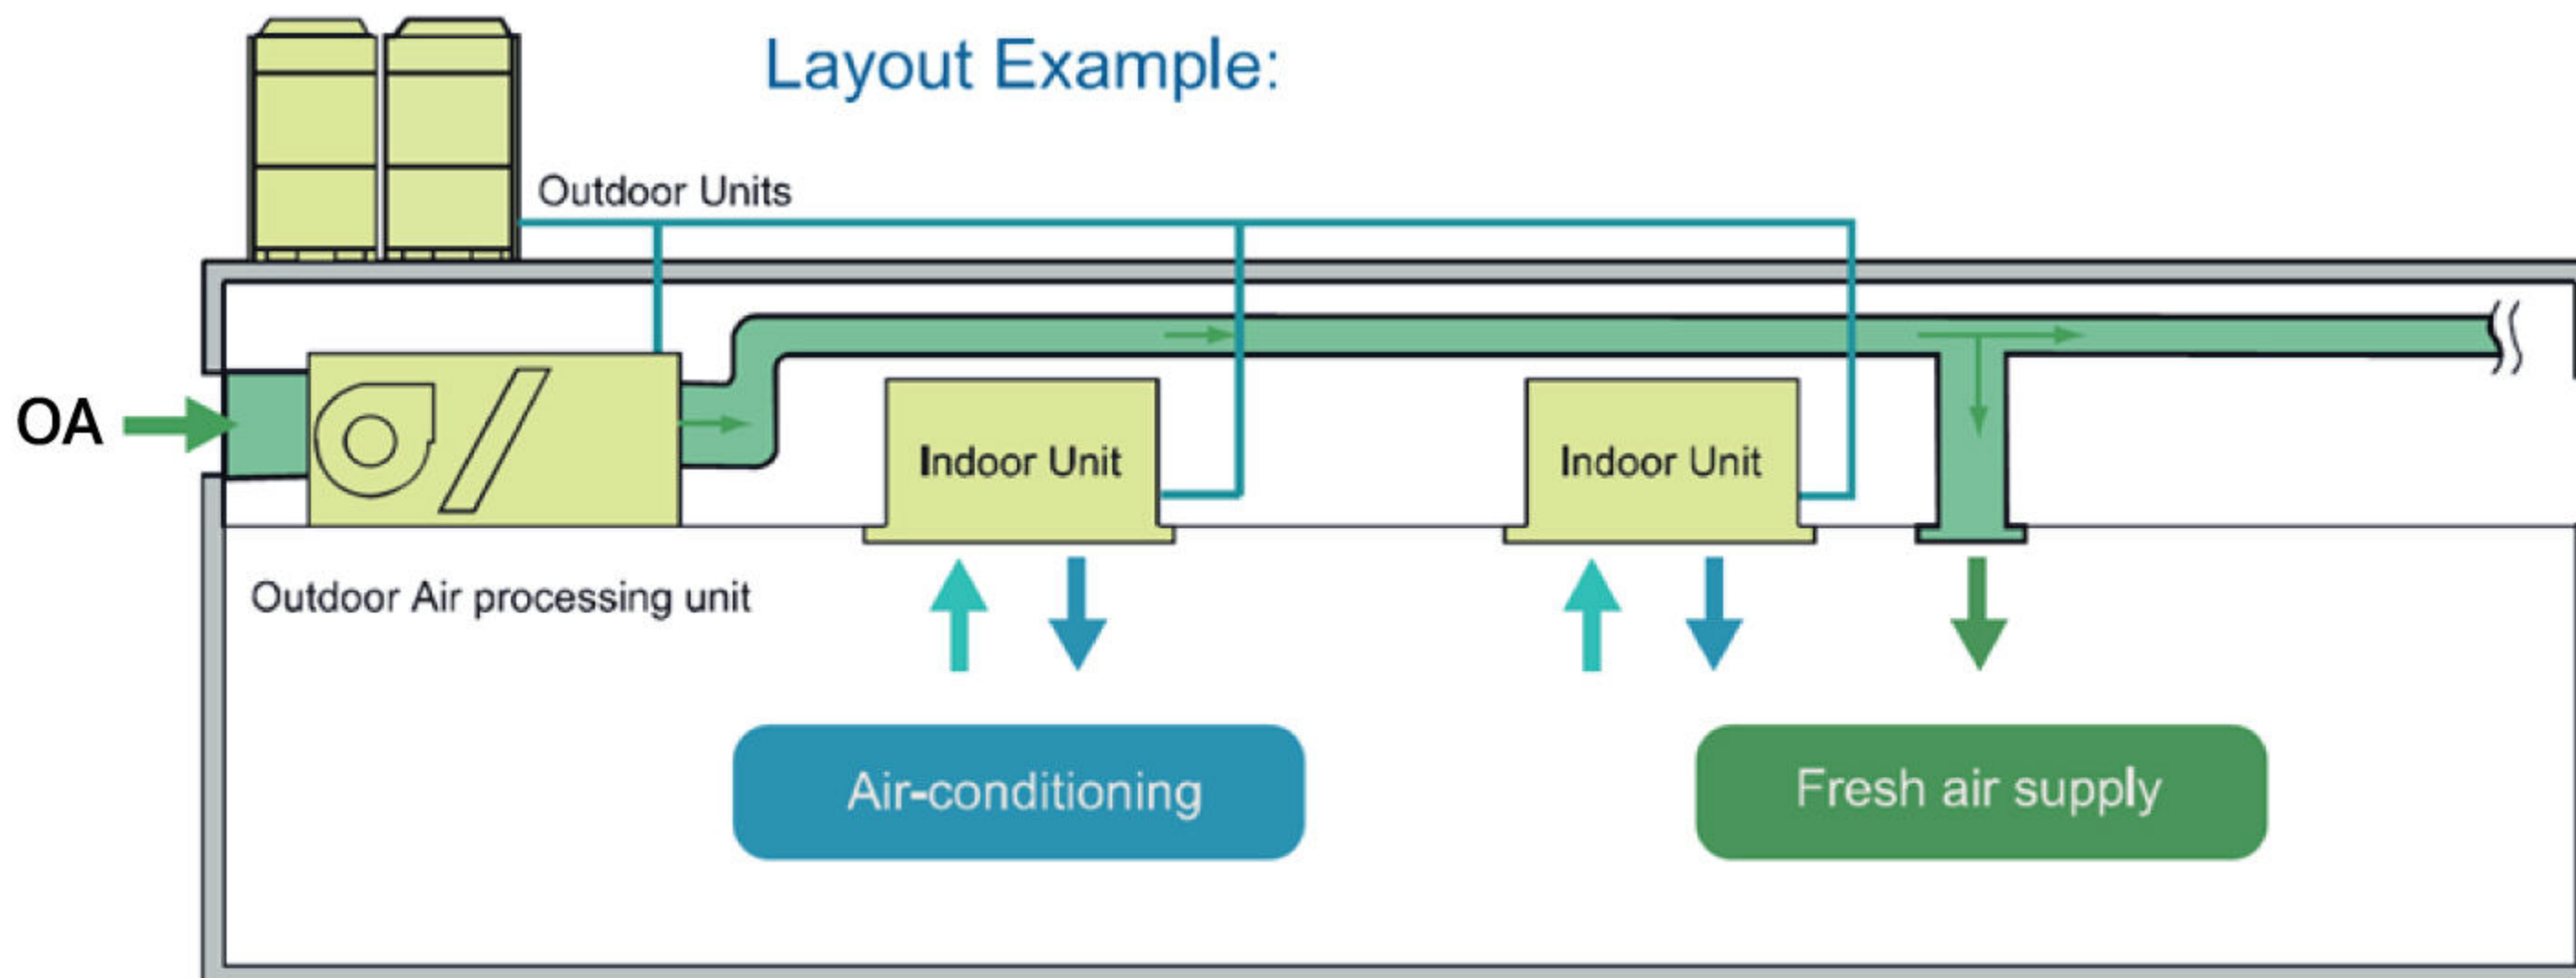 Layout Example:
Outdoor Units
OA
Indoor Unit
Indoor Unit
Outdoor Air processing unit
Air-conditioning
Fresh air supply